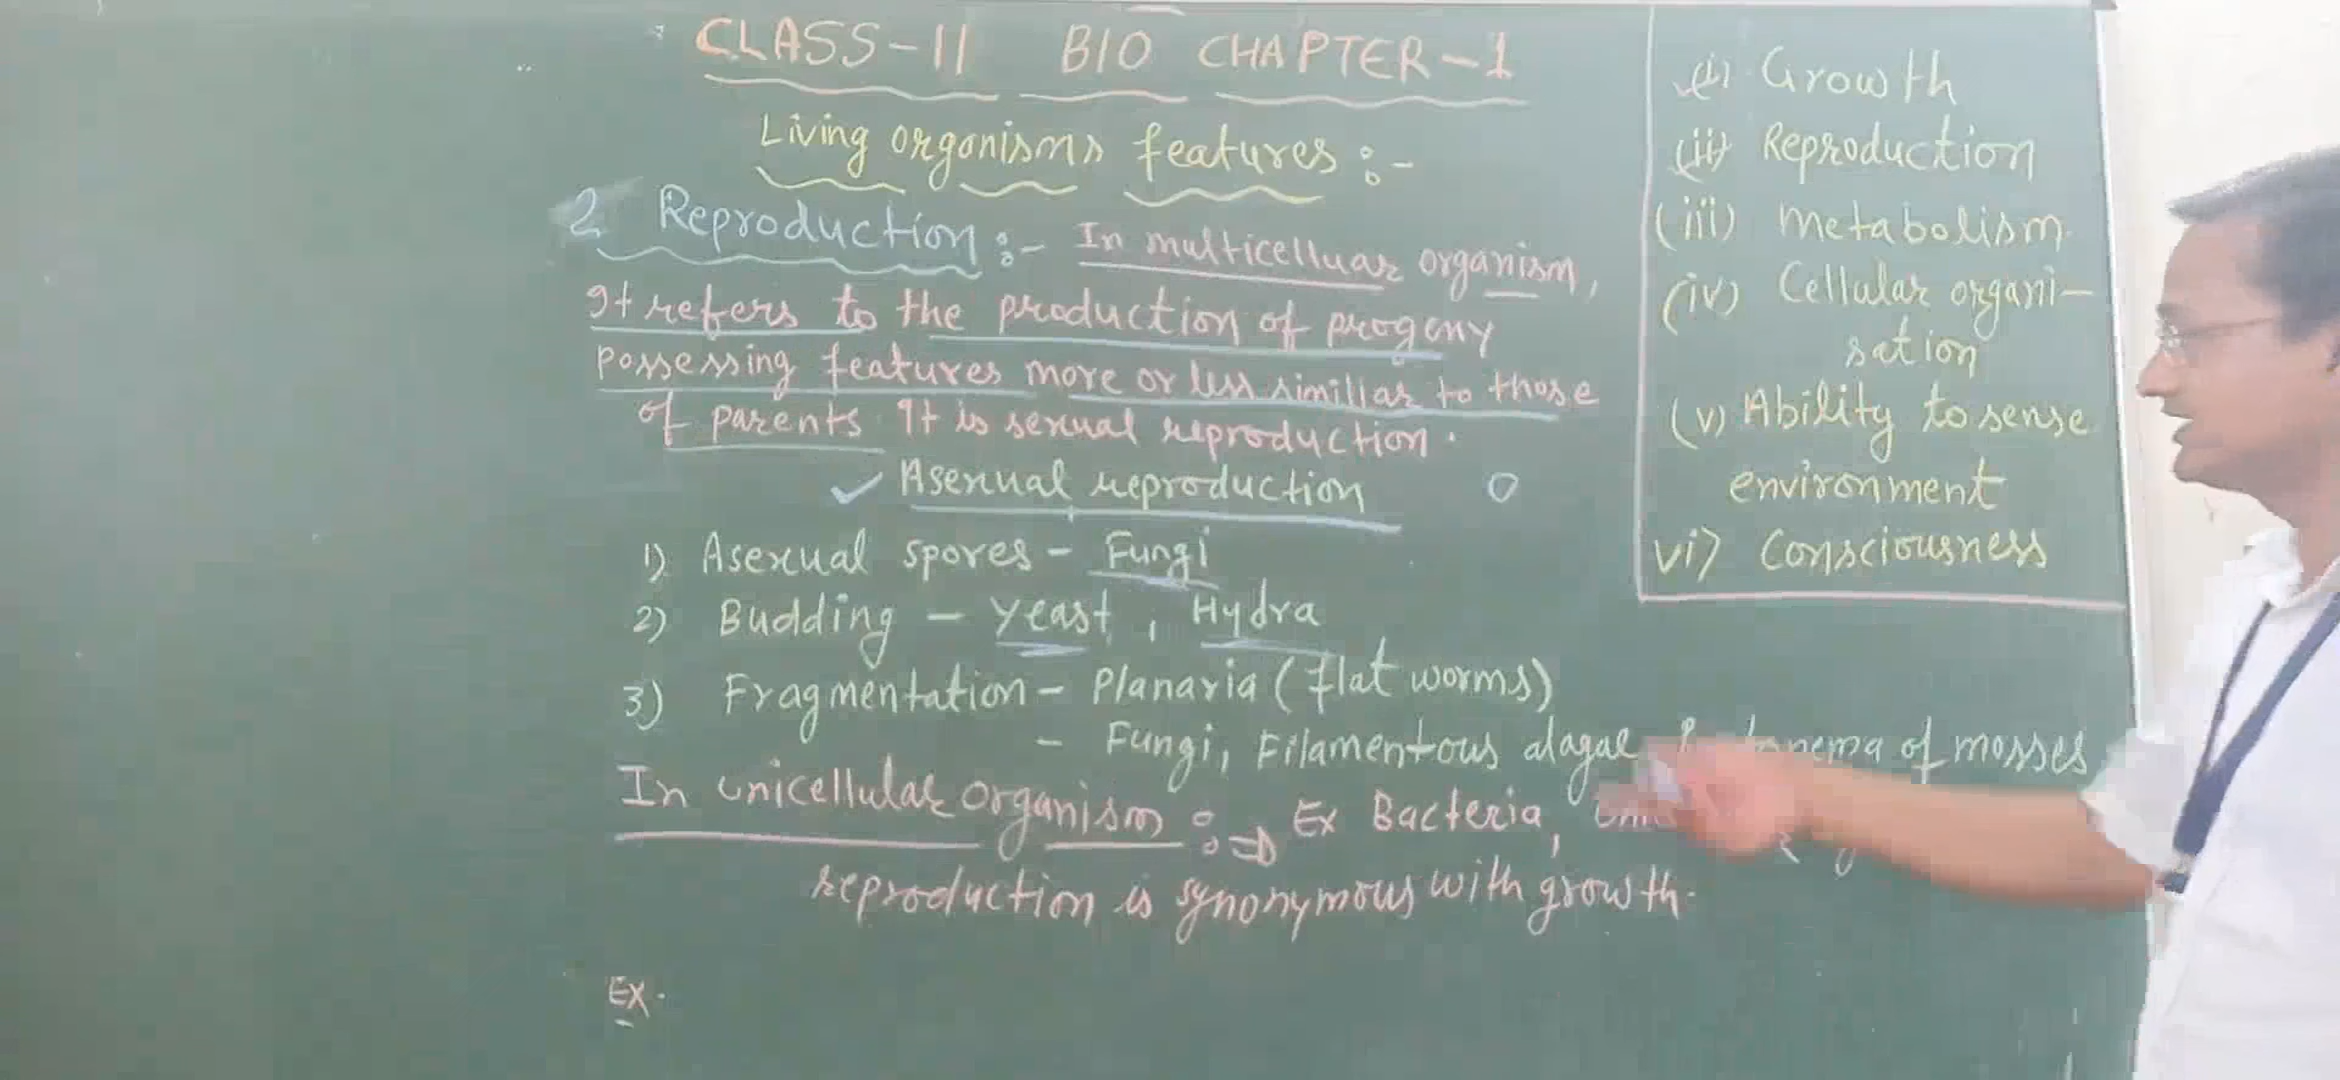 CLASS-11 BIO CHAPTER-1
Living organisms features :-
2 Reproduction :- In multicelluar organism,
It refers to the production of progeny
possessing features more or less similiar to those
of parents It is sexual reproduction.
✓ Asexual reproduction
1) Asexual spores - Fungi
2) Budding - Yeast, Hydra
3) Fragmentation - Planaria (flat worms)
- Fungi, Filamentous alagae of mosses
In unicellular organism :⇒ Ex Bacteria,
reproduction is synonymous with growth.
Ex.
(i) Growth
(ii) Reproduction
(iii) Metabolism
(iv) Cellular organi-
sation
(v) Ability to sense
environment
vi) Consciousness